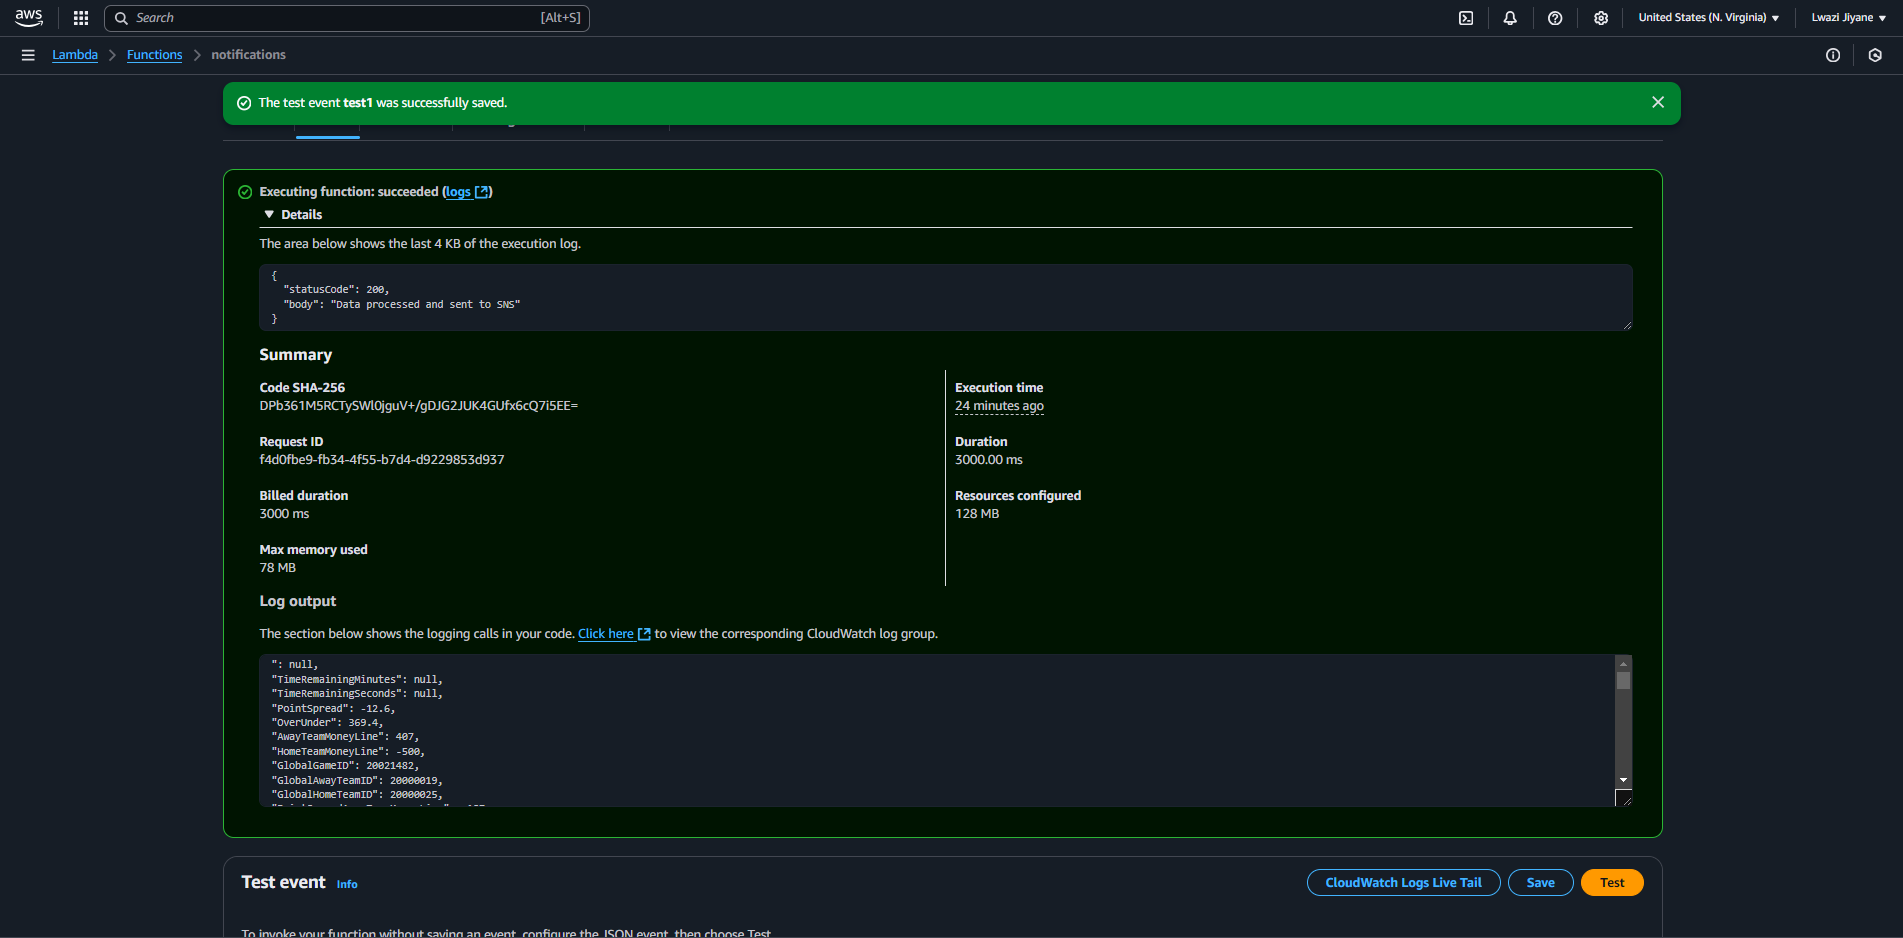 aws
Search [Alt+S]
United States (N. Virginia)
Lwazi Jiyane
Lambda
Functions
notifications
The test event test1 was successfully saved.
Executing function: succeeded (logs)
Details
The area below shows the last 4 KB of the execution log.
{
"statusCode": 200,
"body": "Data processed and sent to SNS"
}
Summary
Code SHA-256
DPb361M5RCTySWl0jguV+/gDJG2JUK4GUfx6cQ7i5EE=
Request ID
f4d0fbe9-fb34-4f55-b7d4-d9229853d937
Billed duration
3000 ms
Max memory used
78 MB
Execution time
24 minutes ago
Duration
3000.00 ms
Resources configured
128 MB
Log output
The section below shows the logging calls in your code. Click here to view the corresponding CloudWatch log group.
": null,
"TimeRemainingMinutes": null,
"TimeRemainingSeconds": null,
"PointSpread": -12.6,
"OverUnder": 369.4,
"AwayTeamMoneyLine": 407,
"HomeTeamMoneyLine": -500,
"GlobalGameID": 20021482,
"GlobalAwayTeamID": 20000019,
"GlobalHomeTeamID": 20000025,
Test event Info
CloudWatch Logs Live Tail
Save
Test
To invoke your function without saving an event, configure the JSON event, then choose Test.